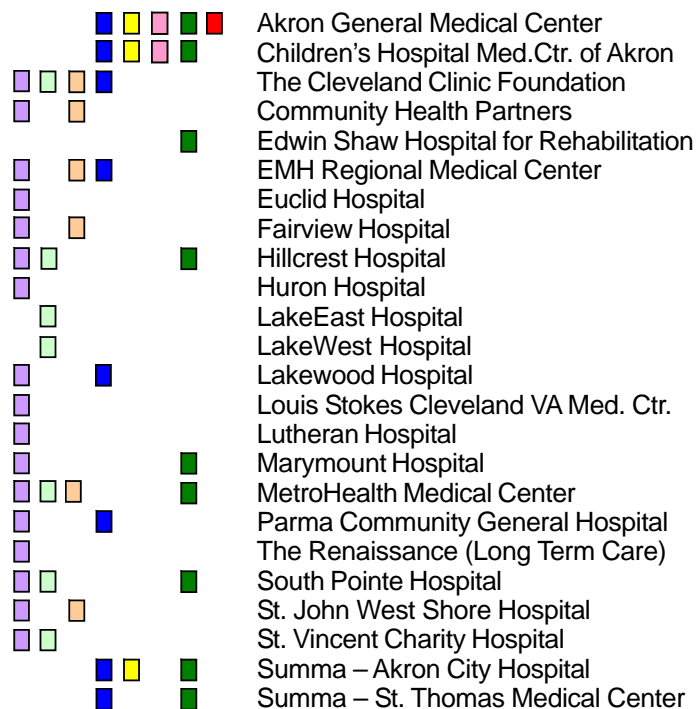 Akron General Medical Center
Children's Hospital Med.Ctr. of Akron
The Cleveland Clinic Foundation
Community Health Partners
Edwin Shaw Hospital for Rehabilitation
EMH Regional Medical Center
Euclid Hospital
Fairview Hospital
Hillcrest Hospital
Huron Hospital
LakeEast Hospital
LakeWest Hospital
Lakewood Hospital
Louis Stokes Cleveland VA Med. Ctr.
Lutheran Hospital
Marymount Hospital
MetroHealth Medical Center
Parma Community General Hospital
The Renaissance (Long Term Care)
South Pointe Hospital
St. John West Shore Hospital
St. Vincent Charity Hospital
Summa – Akron City Hospital
Summa – St. Thomas Medical Center